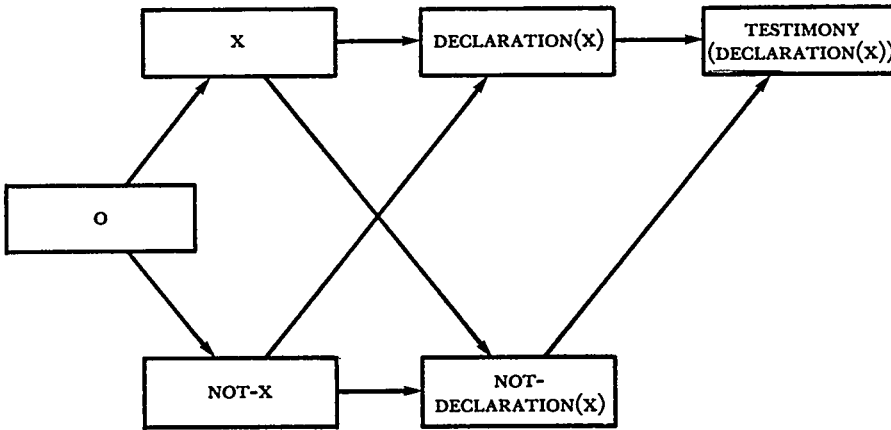 X
DECLARATION(X)
TESTIMONY
(DECLARATION(X))
O
NOT-X
NOT-
DECLARATION(X)